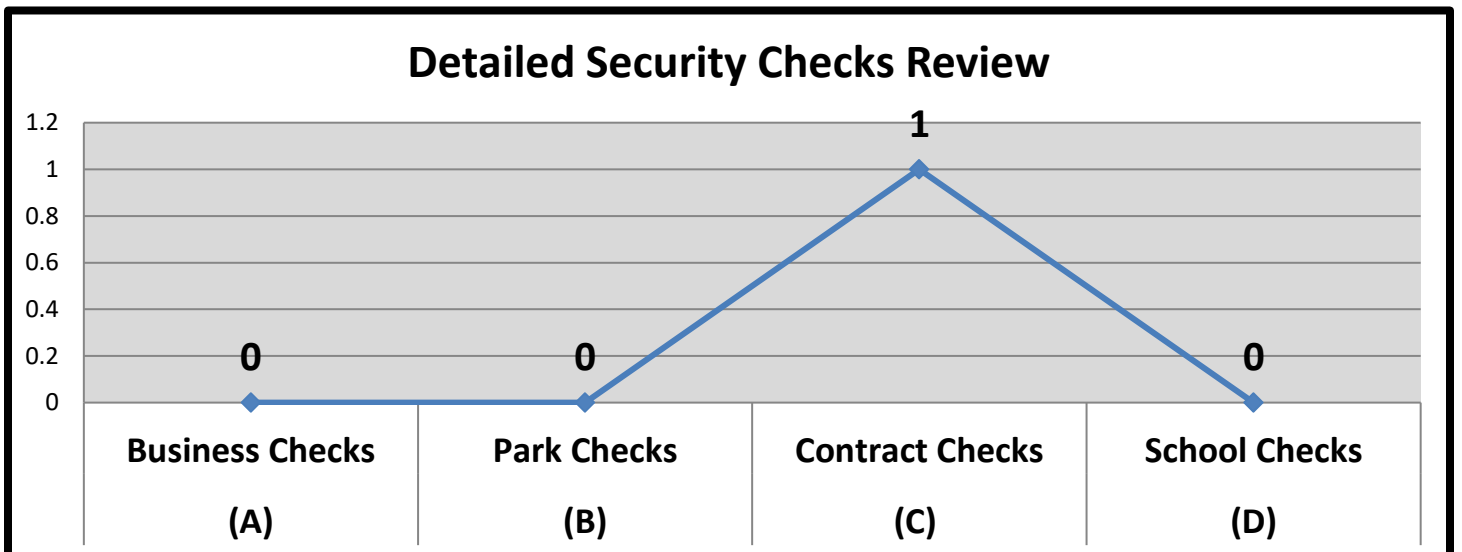 Detailed Security Checks Review
1.2
1
0.8
0.6
0.4
0.2
0
0
0
1
0
Business Checks
Park Checks
Contract Checks
School Checks
(A)
(B)
(C)
(D)